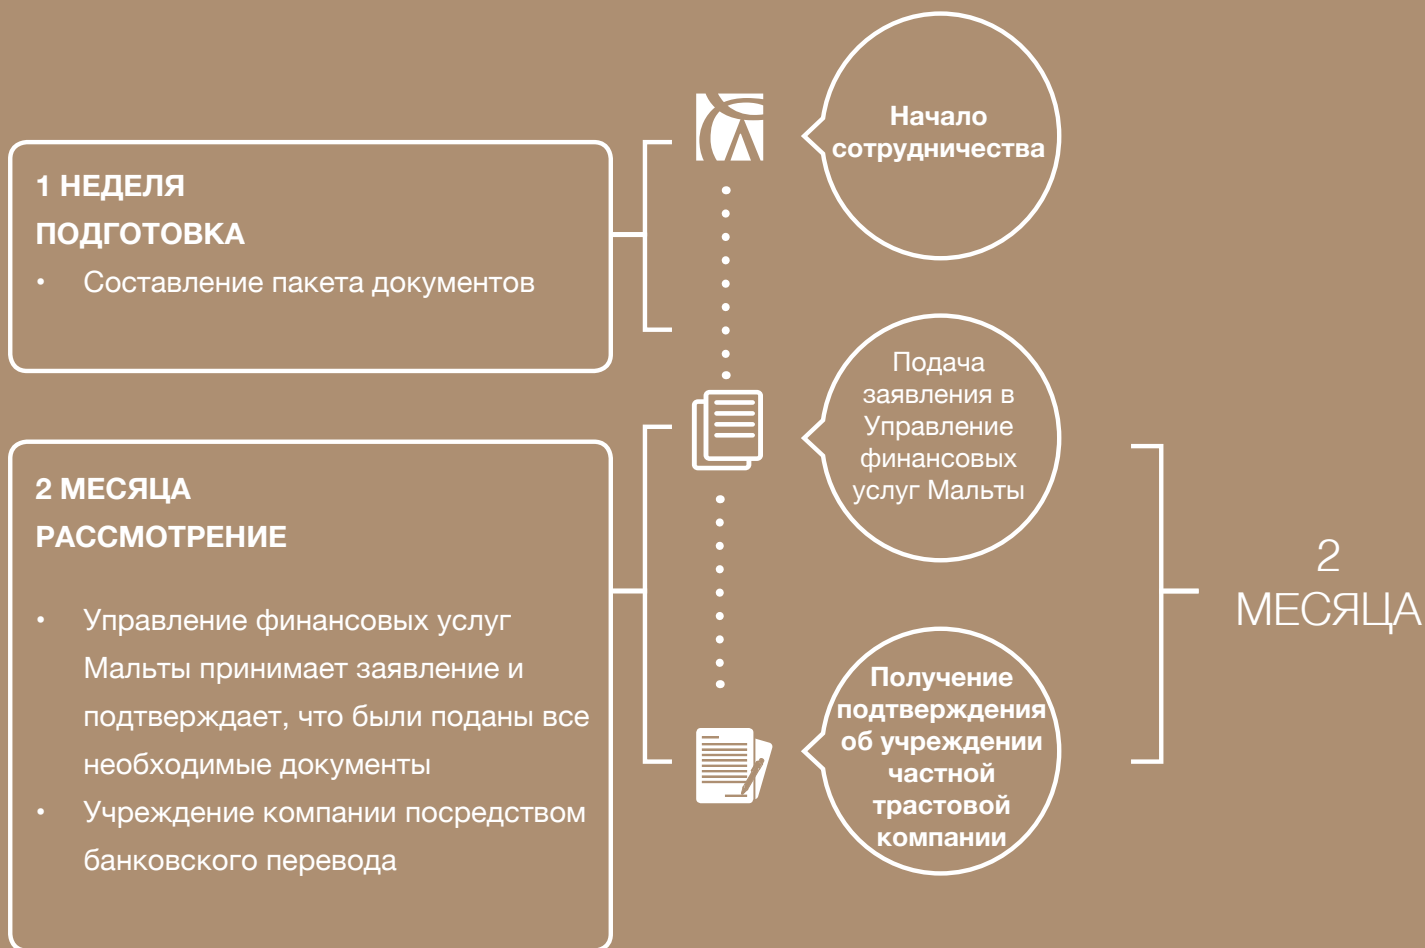 Начало
сотрудничества
1 НЕДЕЛЯ
ПОДГОТОВКА
• Составление пакета документов
Подача
заявления в
Управление
финансовых
услуг Мальты
2 МЕСЯЦА
РАССМОТРЕНИЕ
• Управление финансовых услуг
Мальты принимает заявление и
подтверждает, что были поданы все
необходимые документы
• Учреждение компании посредством
банковского перевода
2
МЕСЯЦА
Получение
подтверждения
об учреждении
частной
трастовой
компании